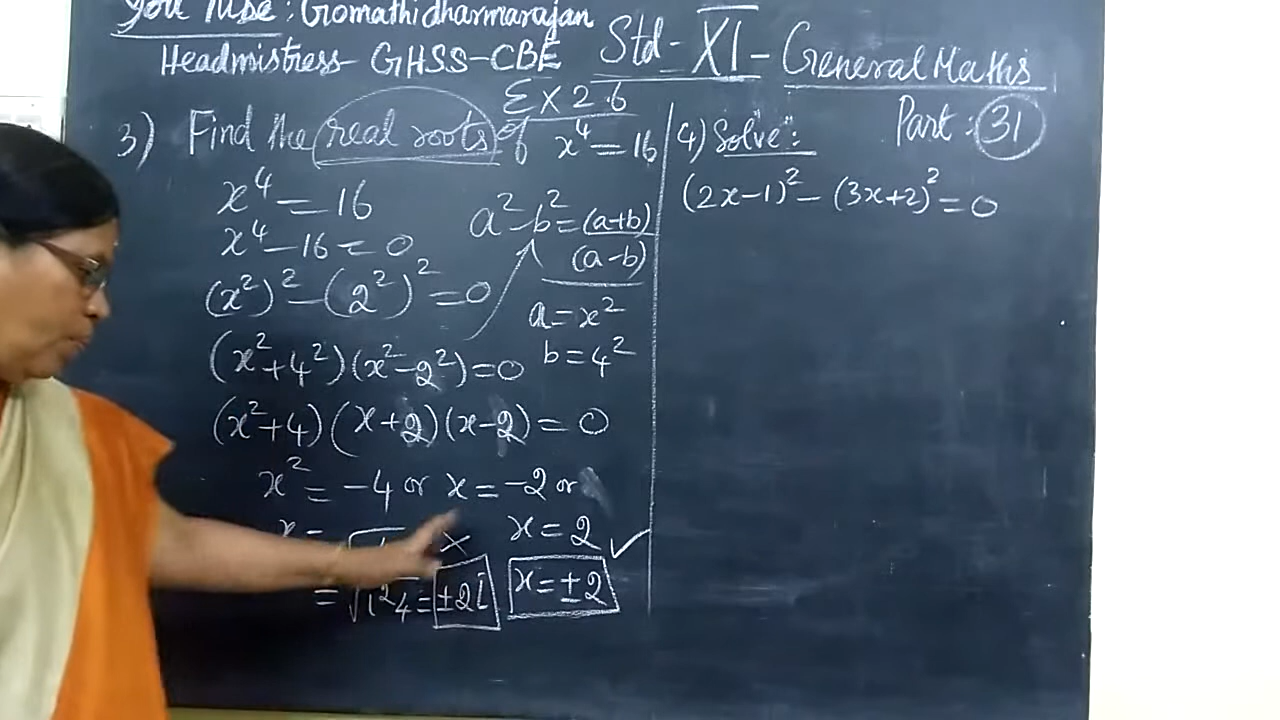 You Tube: Gomathidharmarajan
Headmistress - GHSS-CBE
Std - XI - General Maths
EX 2.6
Part: 31
3) Find the real roots of x⁴ = 16
x⁴ = 16
x⁴ - 16 = 0
(x²)² - (2²)² = 0
(x² + 4²)(x² - 2²) = 0
(x² + 4)(x + 2)(x - 2) = 0
x² = -4 or x = -2 or
x = 2 ✓
= √i²4 = ±2i
x = ±2
a² - b² = (a+b)
(a-b)
a = x²
b = 4²
4) "Solve":
(2x-1)² - (3x+2)² = 0